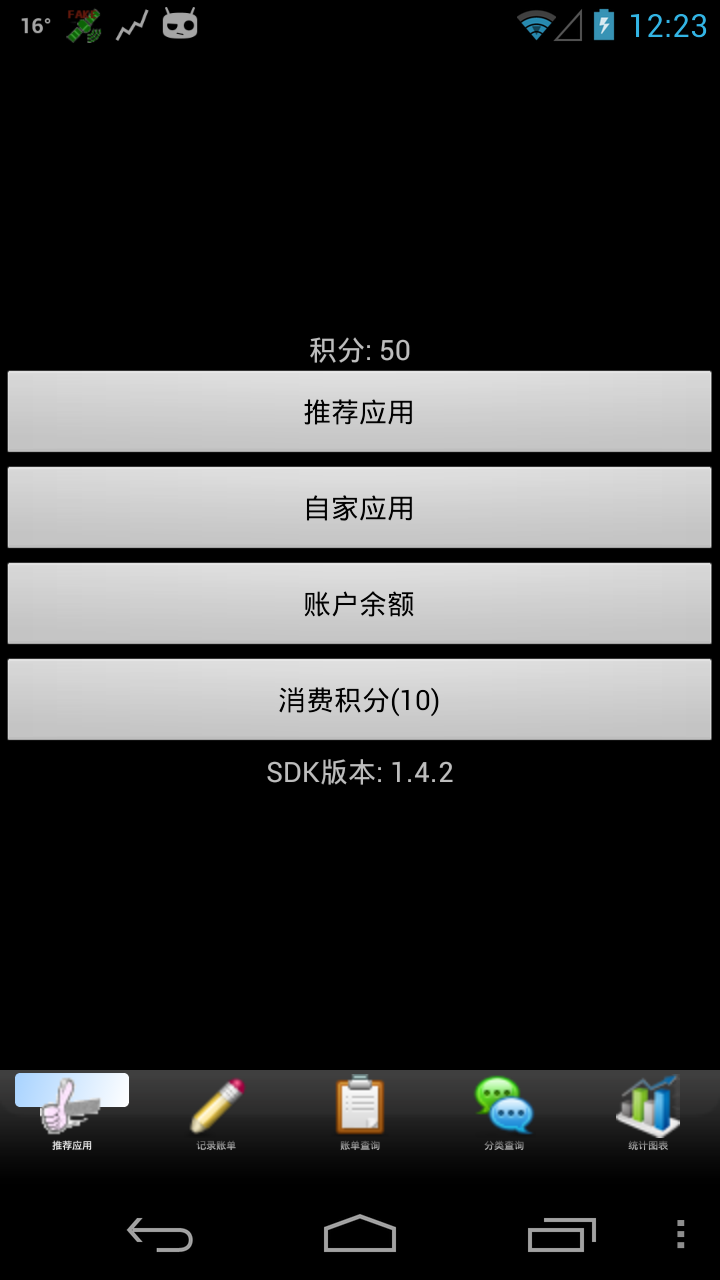 16°
FAKE
12:23
积分: 50
推荐应用
自家应用
账户余额
消费积分(10)
SDK版本: 1.4.2
推荐应用
记录账单
账单查询
分类查询
统计图表